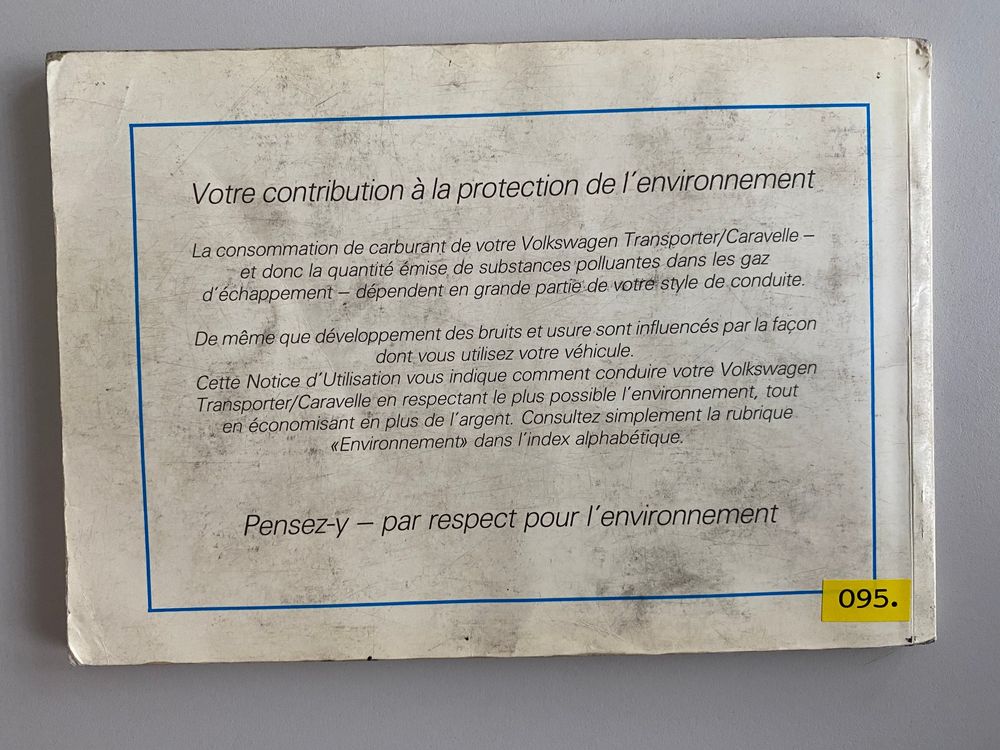 Votre contribution à la protection de l'environnement
La consommation de carburant de votre Volkswagen Transporter/Caravelle –
et donc la quantité émise de substances polluantes dans les gaz
d'échappement – dépendent en grande partie de votre style de conduite.
De même que développement des bruits et usure sont influencés par la façon
dont vous utilisez votre véhicule.
Cette Notice d'Utilisation vous indique comment conduire votre Volkswagen
Transporter/Caravelle en respectant le plus possible l'environnement, tout
en économisant en plus de l'argent. Consultez simplement la rubrique
«Environnement» dans l'index alphabétique.
Pensez-y – par respect pour l'environnement
095.